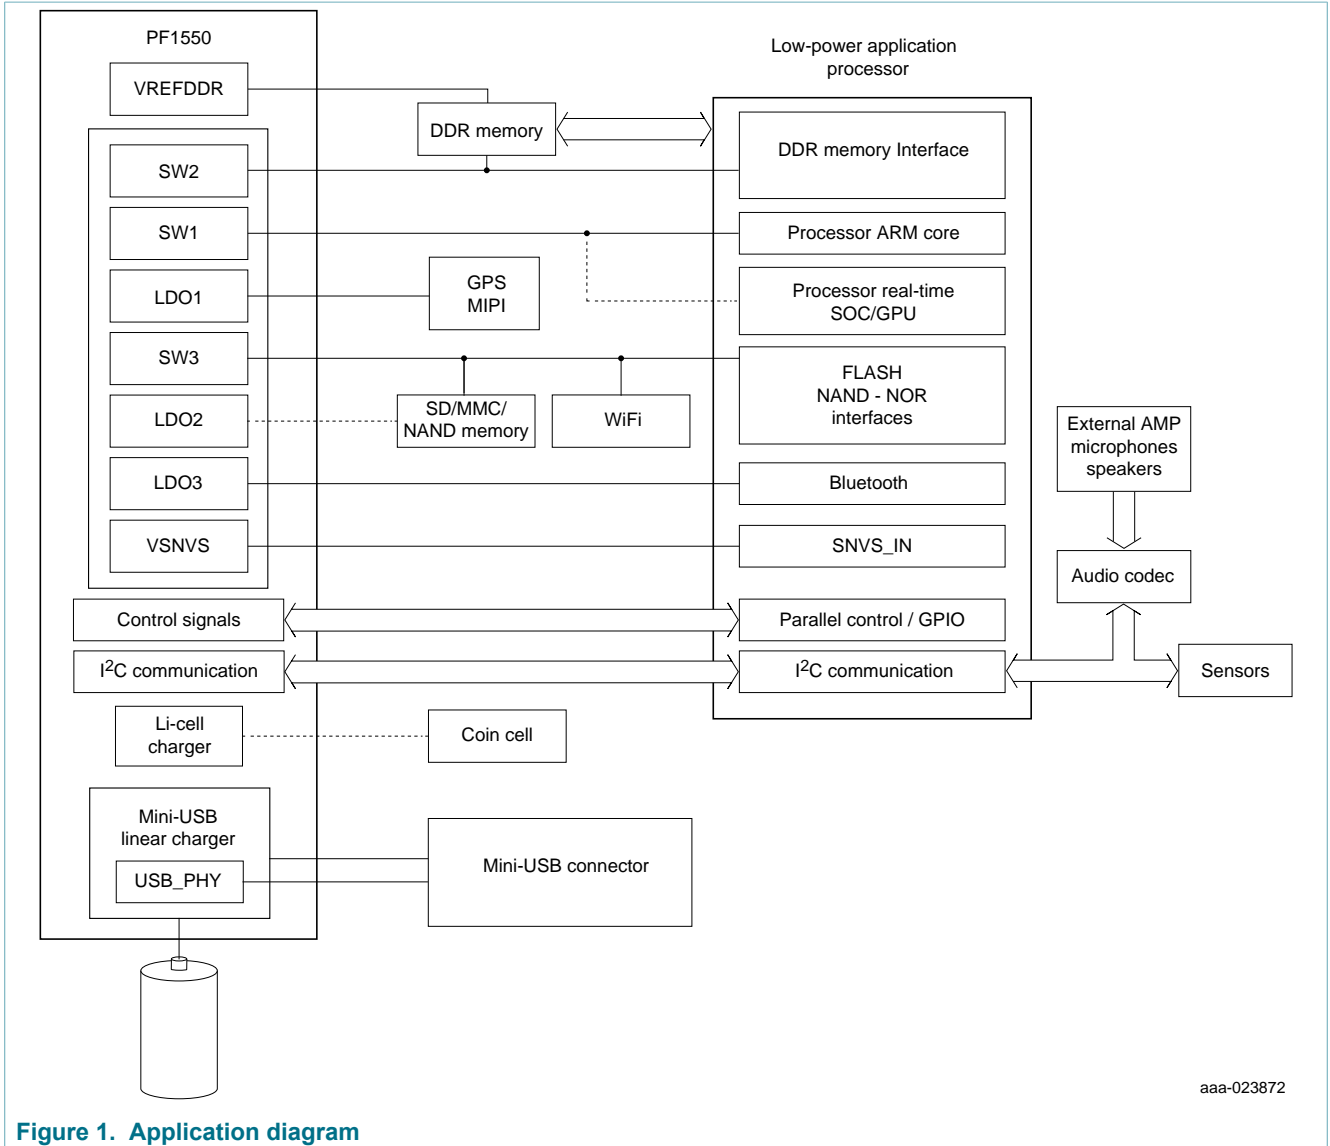 PF1550
VREFDDR
SW2
SW1
LDO1
SW3
LDO2
LDO3
VSNVS
Control signals
I2C communication
Li-cell
charger
Mini-USB
linear charger
USB_PHY
DDR memory
GPS
MIPI
SD/MMC/
NAND memory
WiFi
Coin cell
Mini-USB connector
Low-power application
processor
DDR memory Interface
Processor ARM core
Processor real-time
SOC/GPU
FLASH
NAND - NOR
interfaces
Bluetooth
SNVS_IN
Parallel control / GPIO
I2C communication
External AMP
microphones
speakers
Audio codec
Sensors
aaa-023872
Figure 1. Application diagram